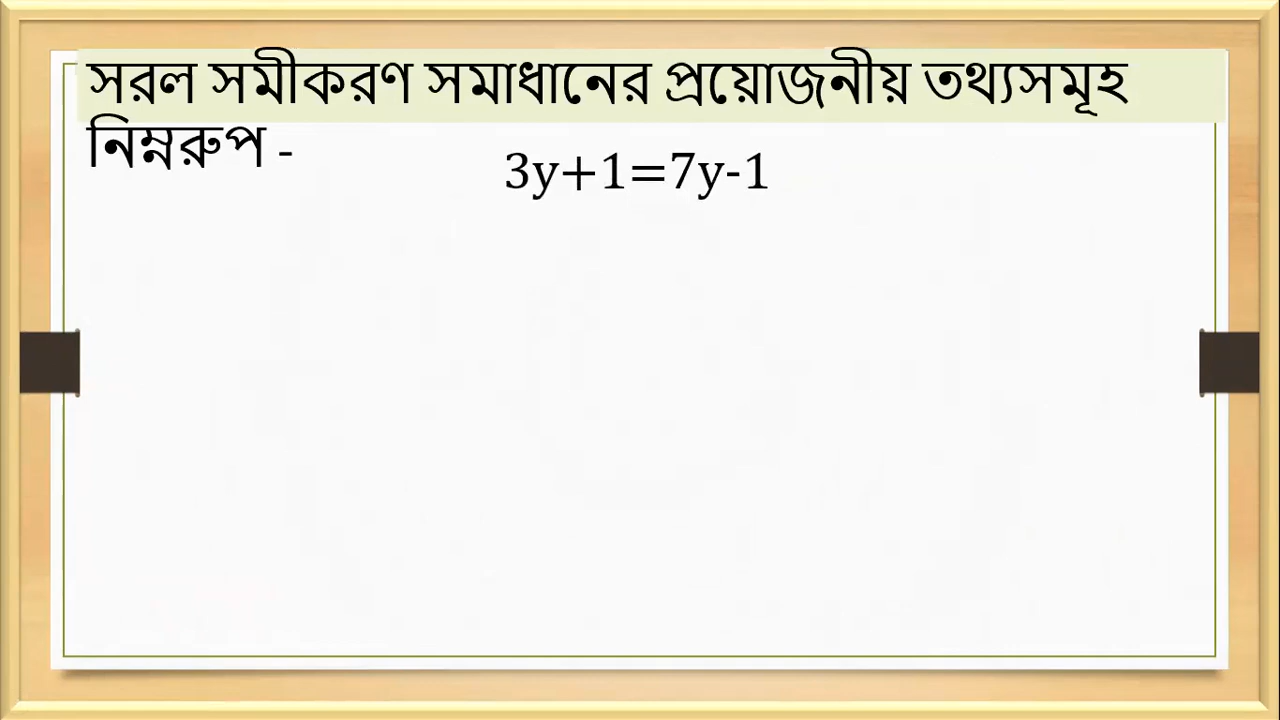 সরল সমীকরণ সমাধানের প্রয়োজনীয় তথ্যসমূহ
নিম্নরুপ -
3y+1=7y-1